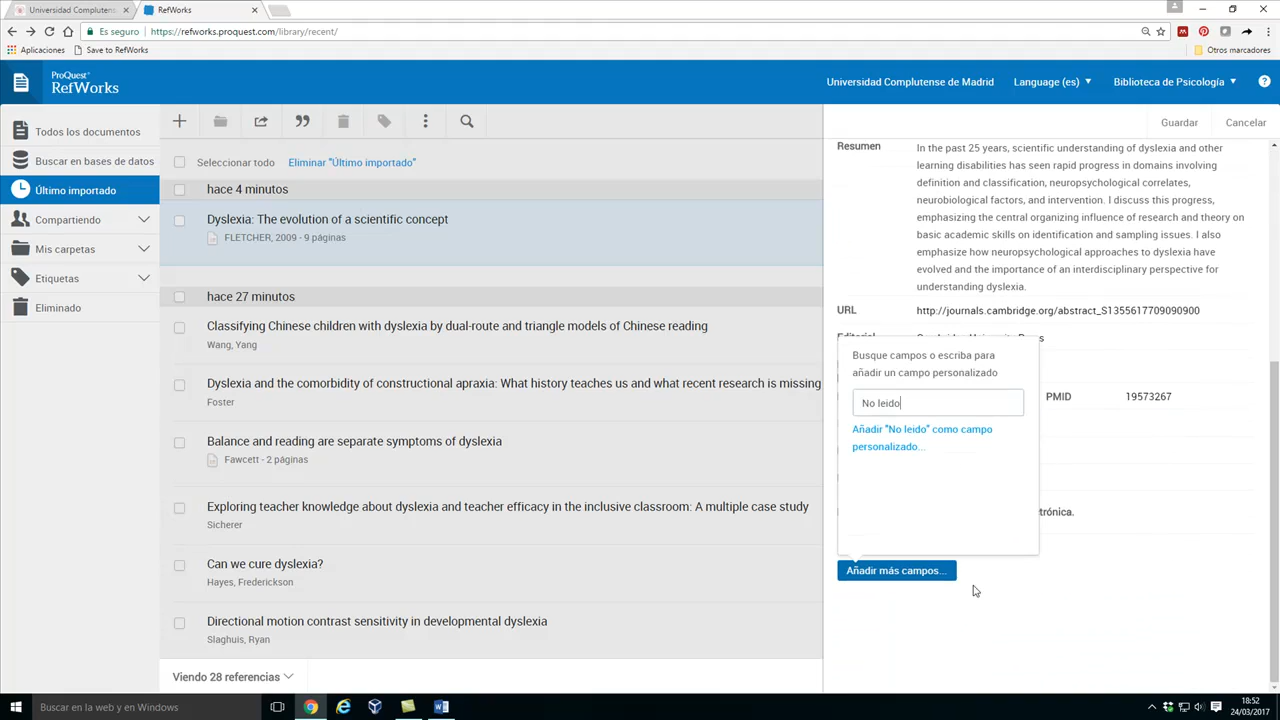 Universidad Complutens
RefWorks
Es seguro
https://refworks.proquest.com/library/recent/
Aplicaciones
Save to RefWorks
Otros marcadores
ProQuest®
RefWorks
Universidad Complutense de Madrid
Language (es)
Biblioteca de Psicología
?
Todos los documentos
Buscar en bases de datos
Último importado
Compartiendo
Mis carpetas
Etiquetas
Eliminado
Seleccionar todo
Eliminar "Último importado"
hace 4 minutos
Dyslexia: The evolution of a scientific concept
FLETCHER, 2009 - 9 páginas
hace 27 minutos
Classifying Chinese children with dyslexia by dual-route and triangle models of Chinese reading
Wang, Yang
Dyslexia and the comorbidity of constructional apraxia: What history teaches us and what recent research is missing
Foster
Balance and reading are separate symptoms of dyslexia
Fawcett - 2 páginas
Exploring teacher knowledge about dyslexia and teacher efficacy in the inclusive classroom: A multiple case study
Sicherer
Can we cure dyslexia?
Hayes, Frederickson
Directional motion contrast sensitivity in developmental dyslexia
Slaghuis, Ryan
Viendo 28 referencias
Guardar
Cancelar
Resumen
In the past 25 years, scientific understanding of dyslexia and other
learning disabilities has seen rapid progress in domains involving
definition and classification, neuropsychological correlates,
neurobiological factors, and intervention. I discuss this progress,
emphasizing the central organizing influence of research and theory on
basic academic skills on identification and sampling issues. I also
emphasize how neuropsychological approaches to dyslexia have
evolved and the importance of an interdisciplinary perspective for
understanding dyslexia.
URL
http://journals.cambridge.org/abstract_S1355617709090900
Busque campos o escriba para
añadir un campo personalizado
No leido
Añadir "No leido" como campo
personalizado...
PMID
19573267
trónica.
Añadir más campos...
Buscar en la web y en Windows
18:52
24/03/2017